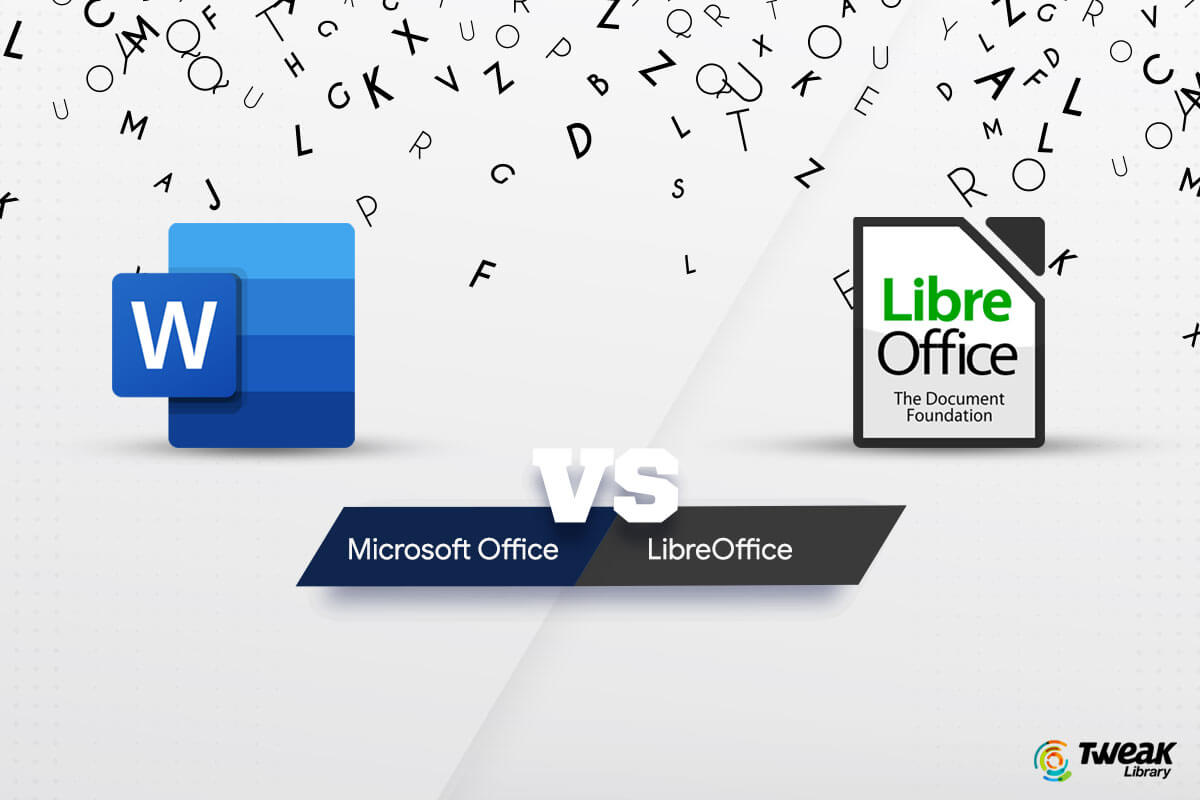 W
Libre
Office
The Document
Foundation
VS
Microsoft Office
LibreOffice
TWEAK
Library